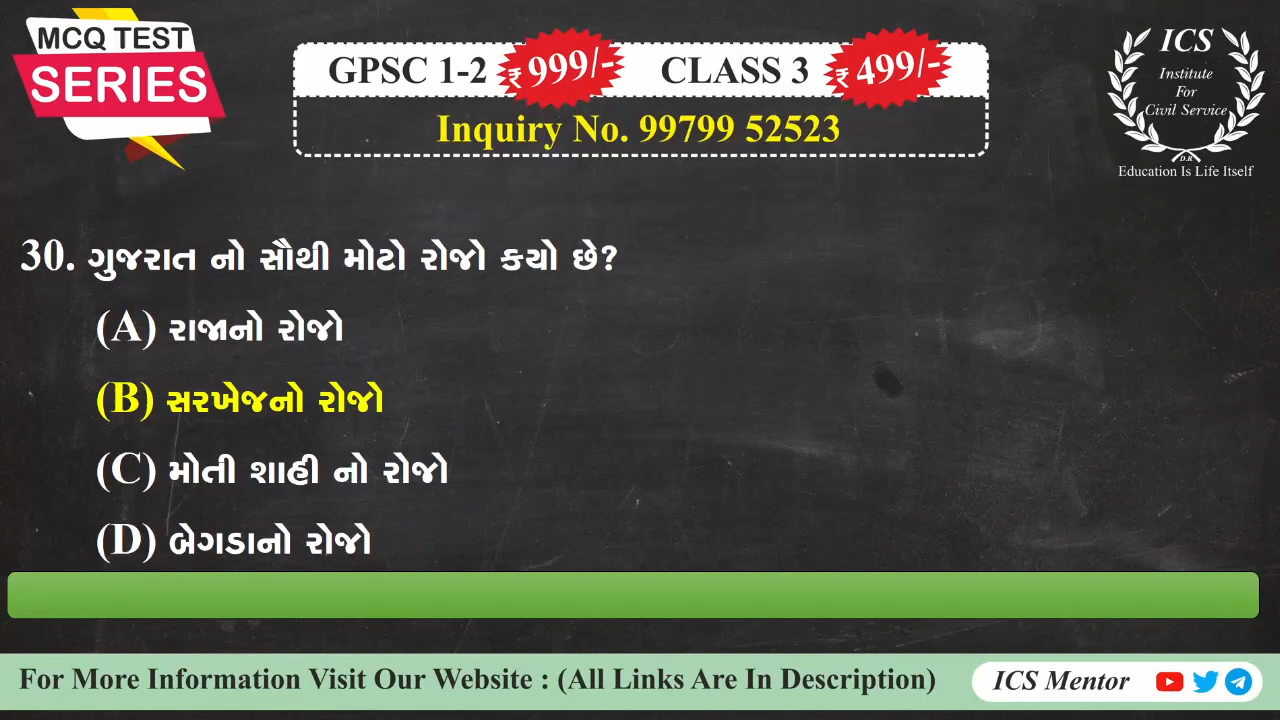 MCQ TEST
SERIES
GPSC 1-2 ₹ 999/- CLASS 3 ₹ 499/-
Inquiry No. 99799 52523
ICS
Institute
For
Civil Service
D.R
Education Is Life Itself
30. ગુજરાત નો સૌથી મોટો રોજો કયો છે?
(A) રાજાનો રોજો
(B) સરખેજનો રોજો
(C) મોતી શાહી નો રોજો
(D) બેગડાનો રોજો
For More Information Visit Our Website : (All Links Are In Description)
ICS Mentor